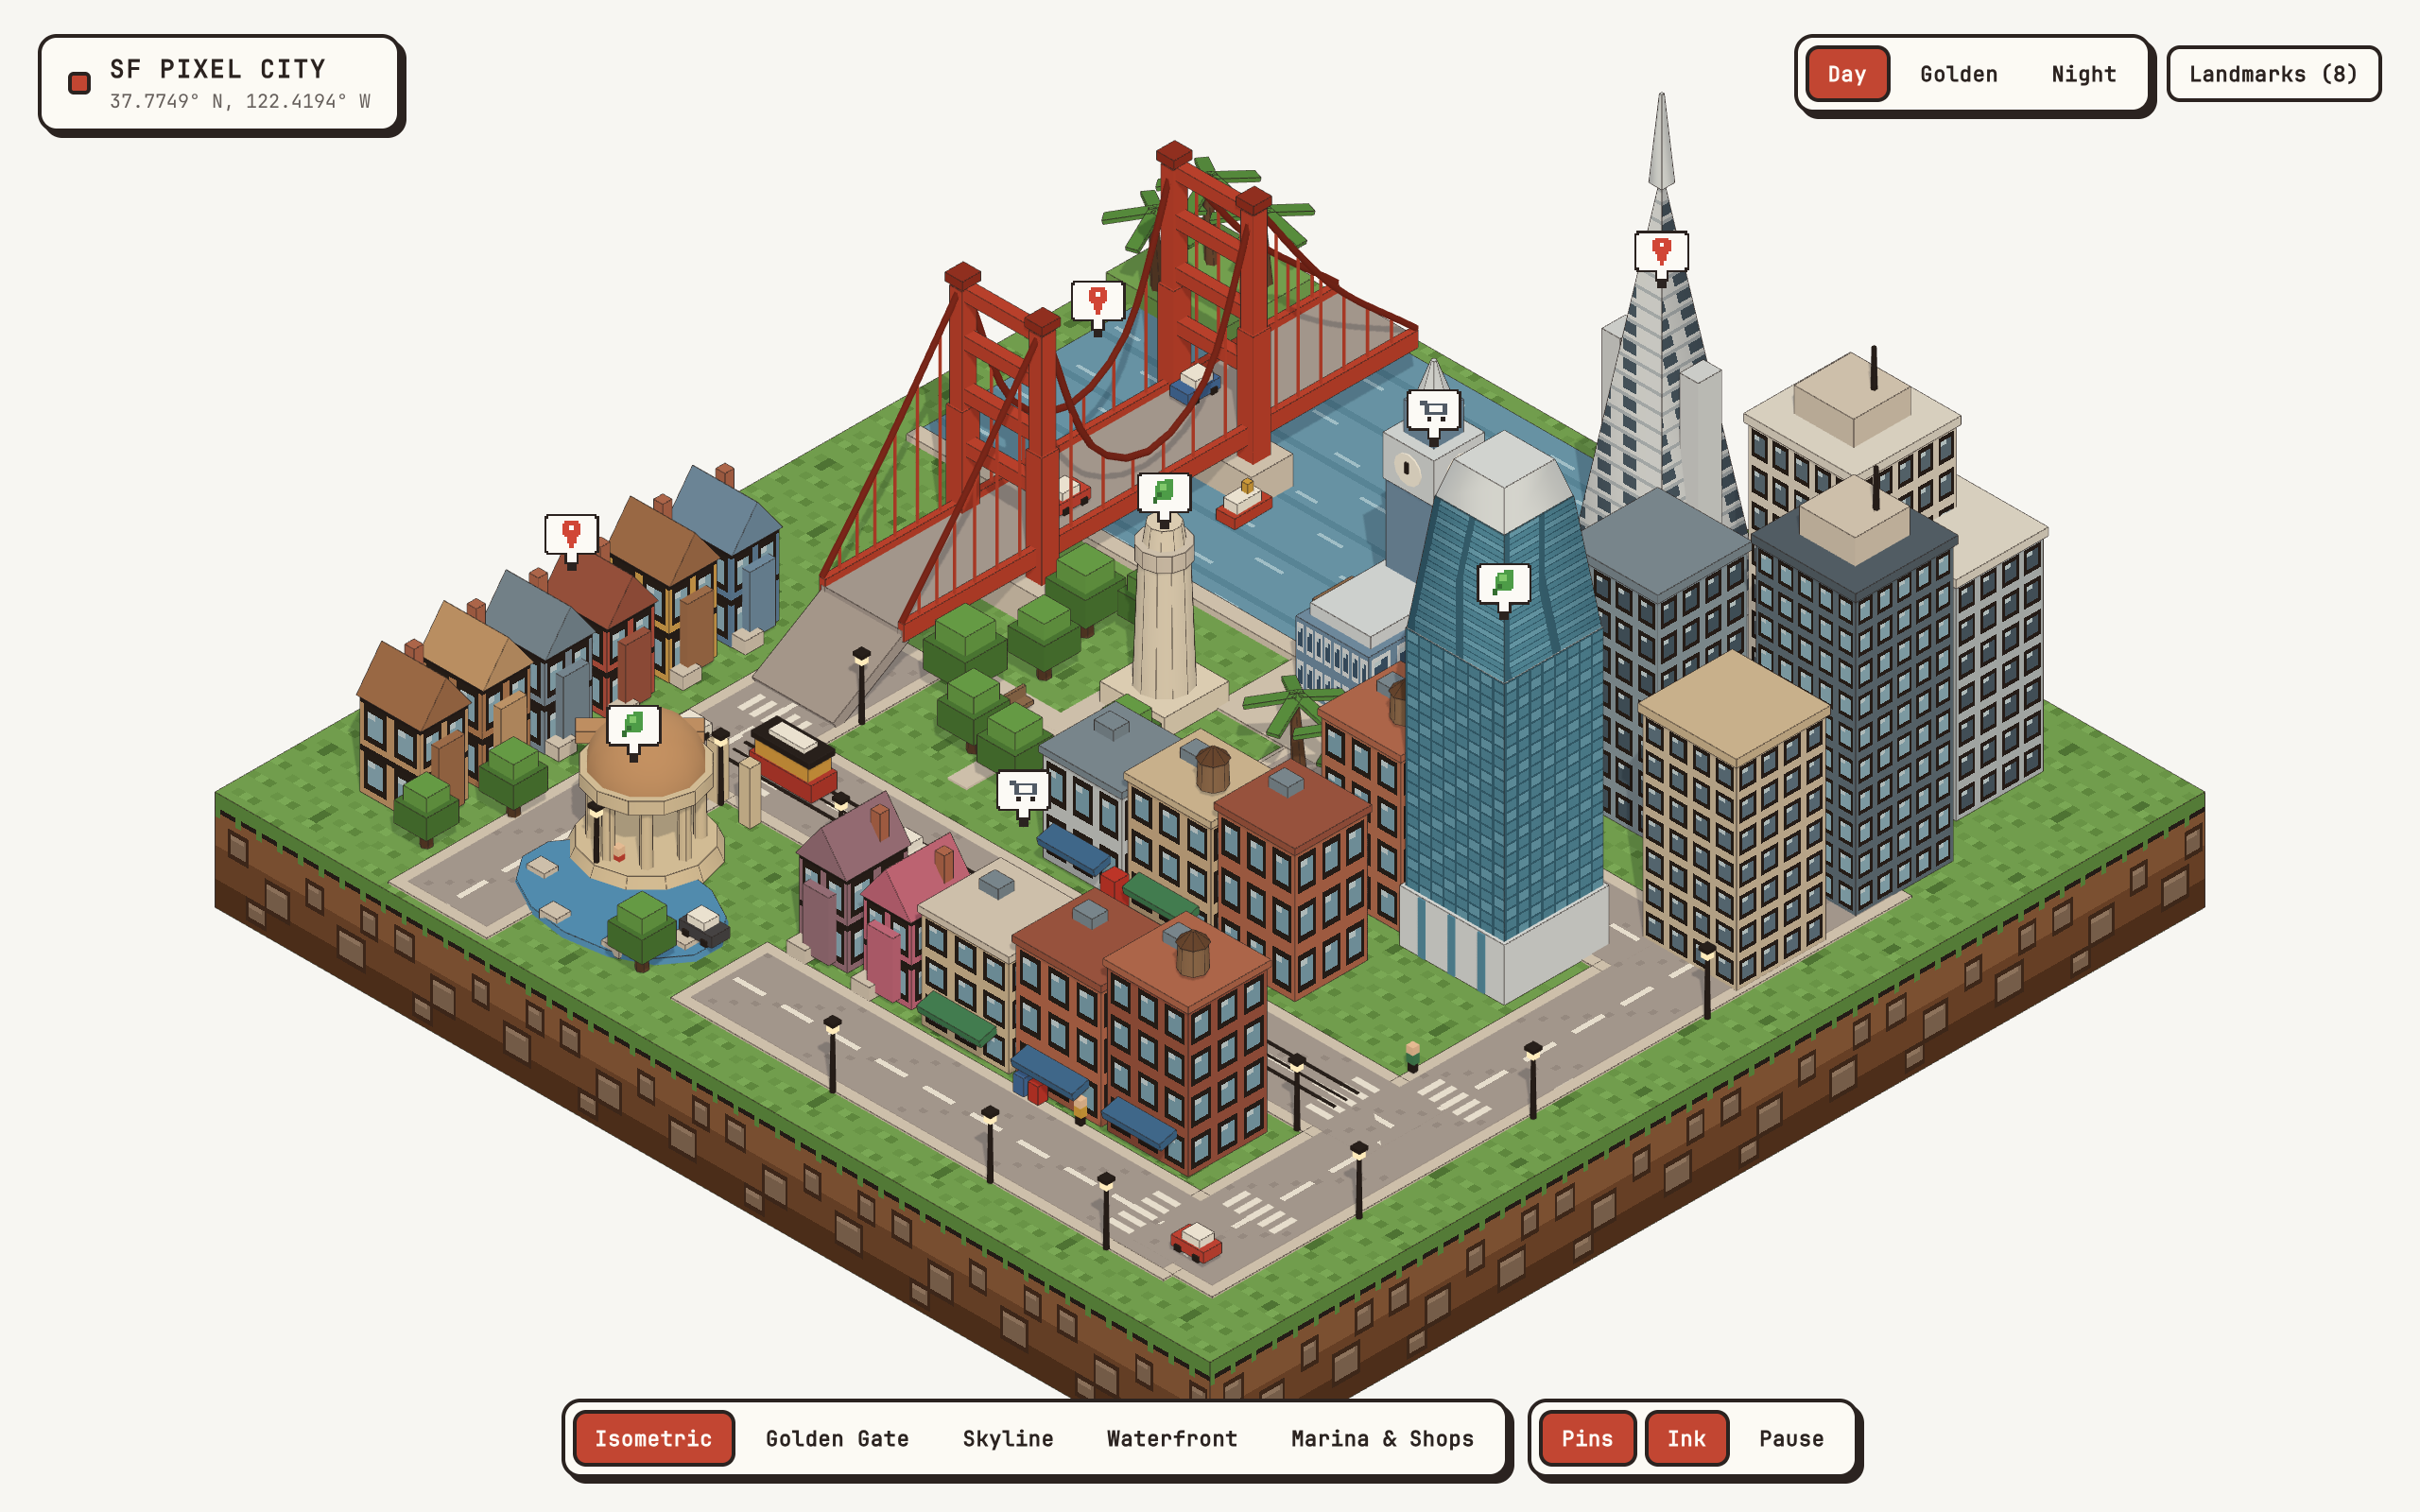 SF PIXEL CITY
37.7749° N, 122.4194° W
Day Golden Night Landmarks (8)
Isometric Golden Gate Skyline Waterfront Marina & Shops Pins Ink Pause